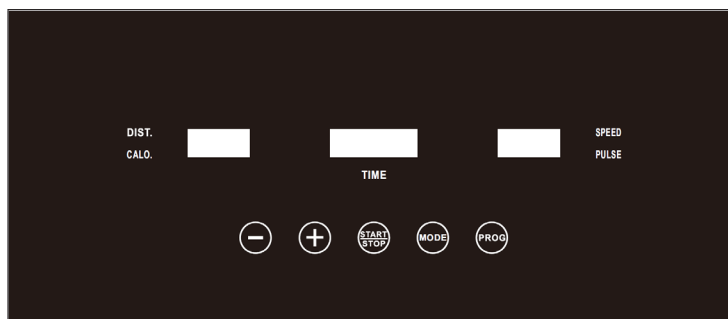 DIST. SPEED
CALO. PULSE
TIME
START
STOP
MODE PROG